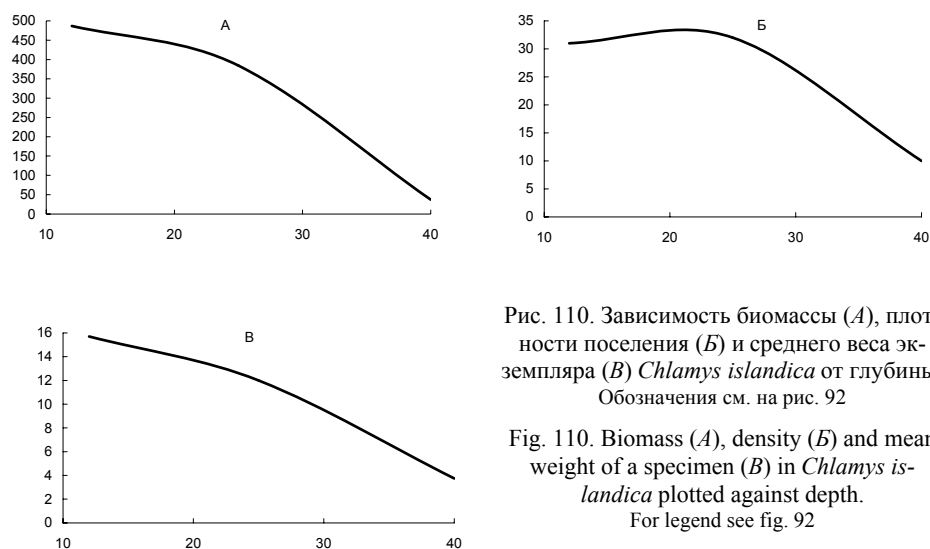 А
500
450
400
350
300
250
200
150
100
50
0
10 20 30 40
Б
35
30
25
20
15
10
5
0
10 20 30 40
В
16
14
12
10
8
6
4
2
0
10 20 30 40
Рис. 110. Зависимость биомассы (А), плот
ности поселения (Б) и среднего веса эк-
земпляра (В) Chlamys islandica от глубины
Обозначения см. на рис. 92
Fig. 110. Biomass (A), density (Б) and mean
weight of a specimen (B) in Chlamys is-
landica plotted against depth.
For legend see fig. 92